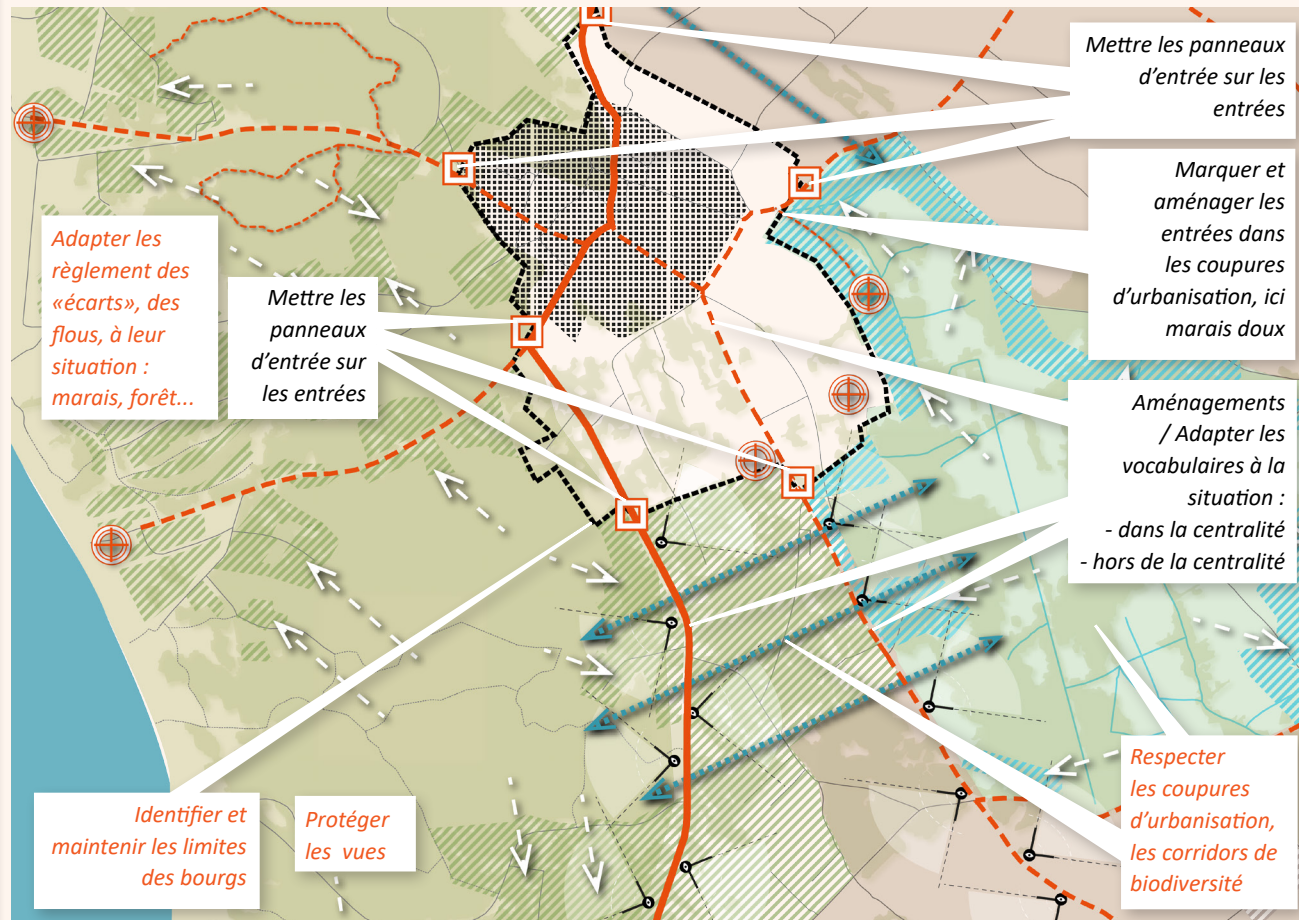 Mettre les panneaux
d’entrée sur les
entrées
Marquer et
aménager les
entrées dans
les coupures
d’urbanisation, ici
marais doux
Adapter les
règlement des
«écarts», des
flous, à leur
situation :
marais, forêt...
Mettre les
panneaux
d’entrée sur
les entrées
Aménagements
/ Adapter les
vocabulaires à la
situation :
- dans la centralité
- hors de la centralité
Identifier et
maintenir les limites
des bourgs
Protéger
les vues
Respecter
les coupures
d’urbanisation,
les corridors de
biodiversité